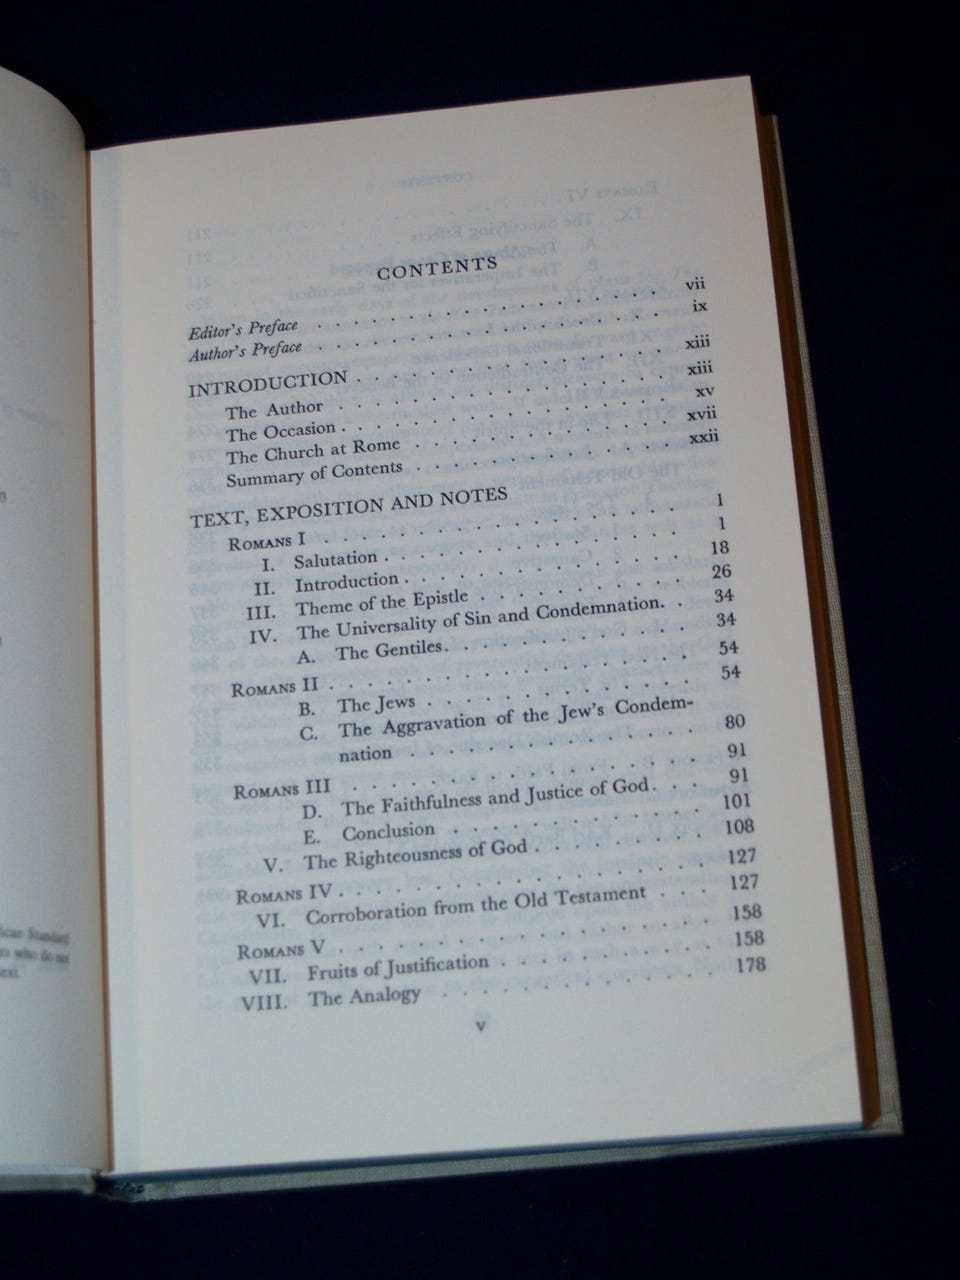 CONTENTS
Editor's Preface . . . . . . . . . . vii
Author's Preface . . . . . . . . . . ix
INTRODUCTION . . . . . . . . . . xiii
The Author . . . . . . . . . . xiii
The Occasion . . . . . . . . . . xv
The Church at Rome . . . . . . . . . . xvii
Summary of Contents . . . . . . . . . . xxii
TEXT, EXPOSITION AND NOTES
ROMANS I . . . . . . . . . . 1
I. Salutation . . . . . . . . . . 1
II. Introduction . . . . . . . . . . 18
III. Theme of the Epistle . . . . . . . . . . 26
IV. The Universality of Sin and Condemnation. . . 34
A. The Gentiles. . . . . . . . . . 34
ROMANS II . . . . . . . . . . 54
B. The Jews . . . . . . . . . . 54
C. The Aggravation of the Jew's Condem-
nation . . . . . . . . . . 80
ROMANS III . . . . . . . . . . 91
D. The Faithfulness and Justice of God. . . . 91
E. Conclusion . . . . . . . . . . 101
V. The Righteousness of God . . . . . . . . 108
ROMANS IV . . . . . . . . . . 127
VI. Corroboration from the Old Testament . . . . 127
ROMANS V . . . . . . . . . . 158
VII. Fruits of Justification . . . . . . . . . . 158
VIII. The Analogy . . . . . . . . . . 178
v
Standard
who do not